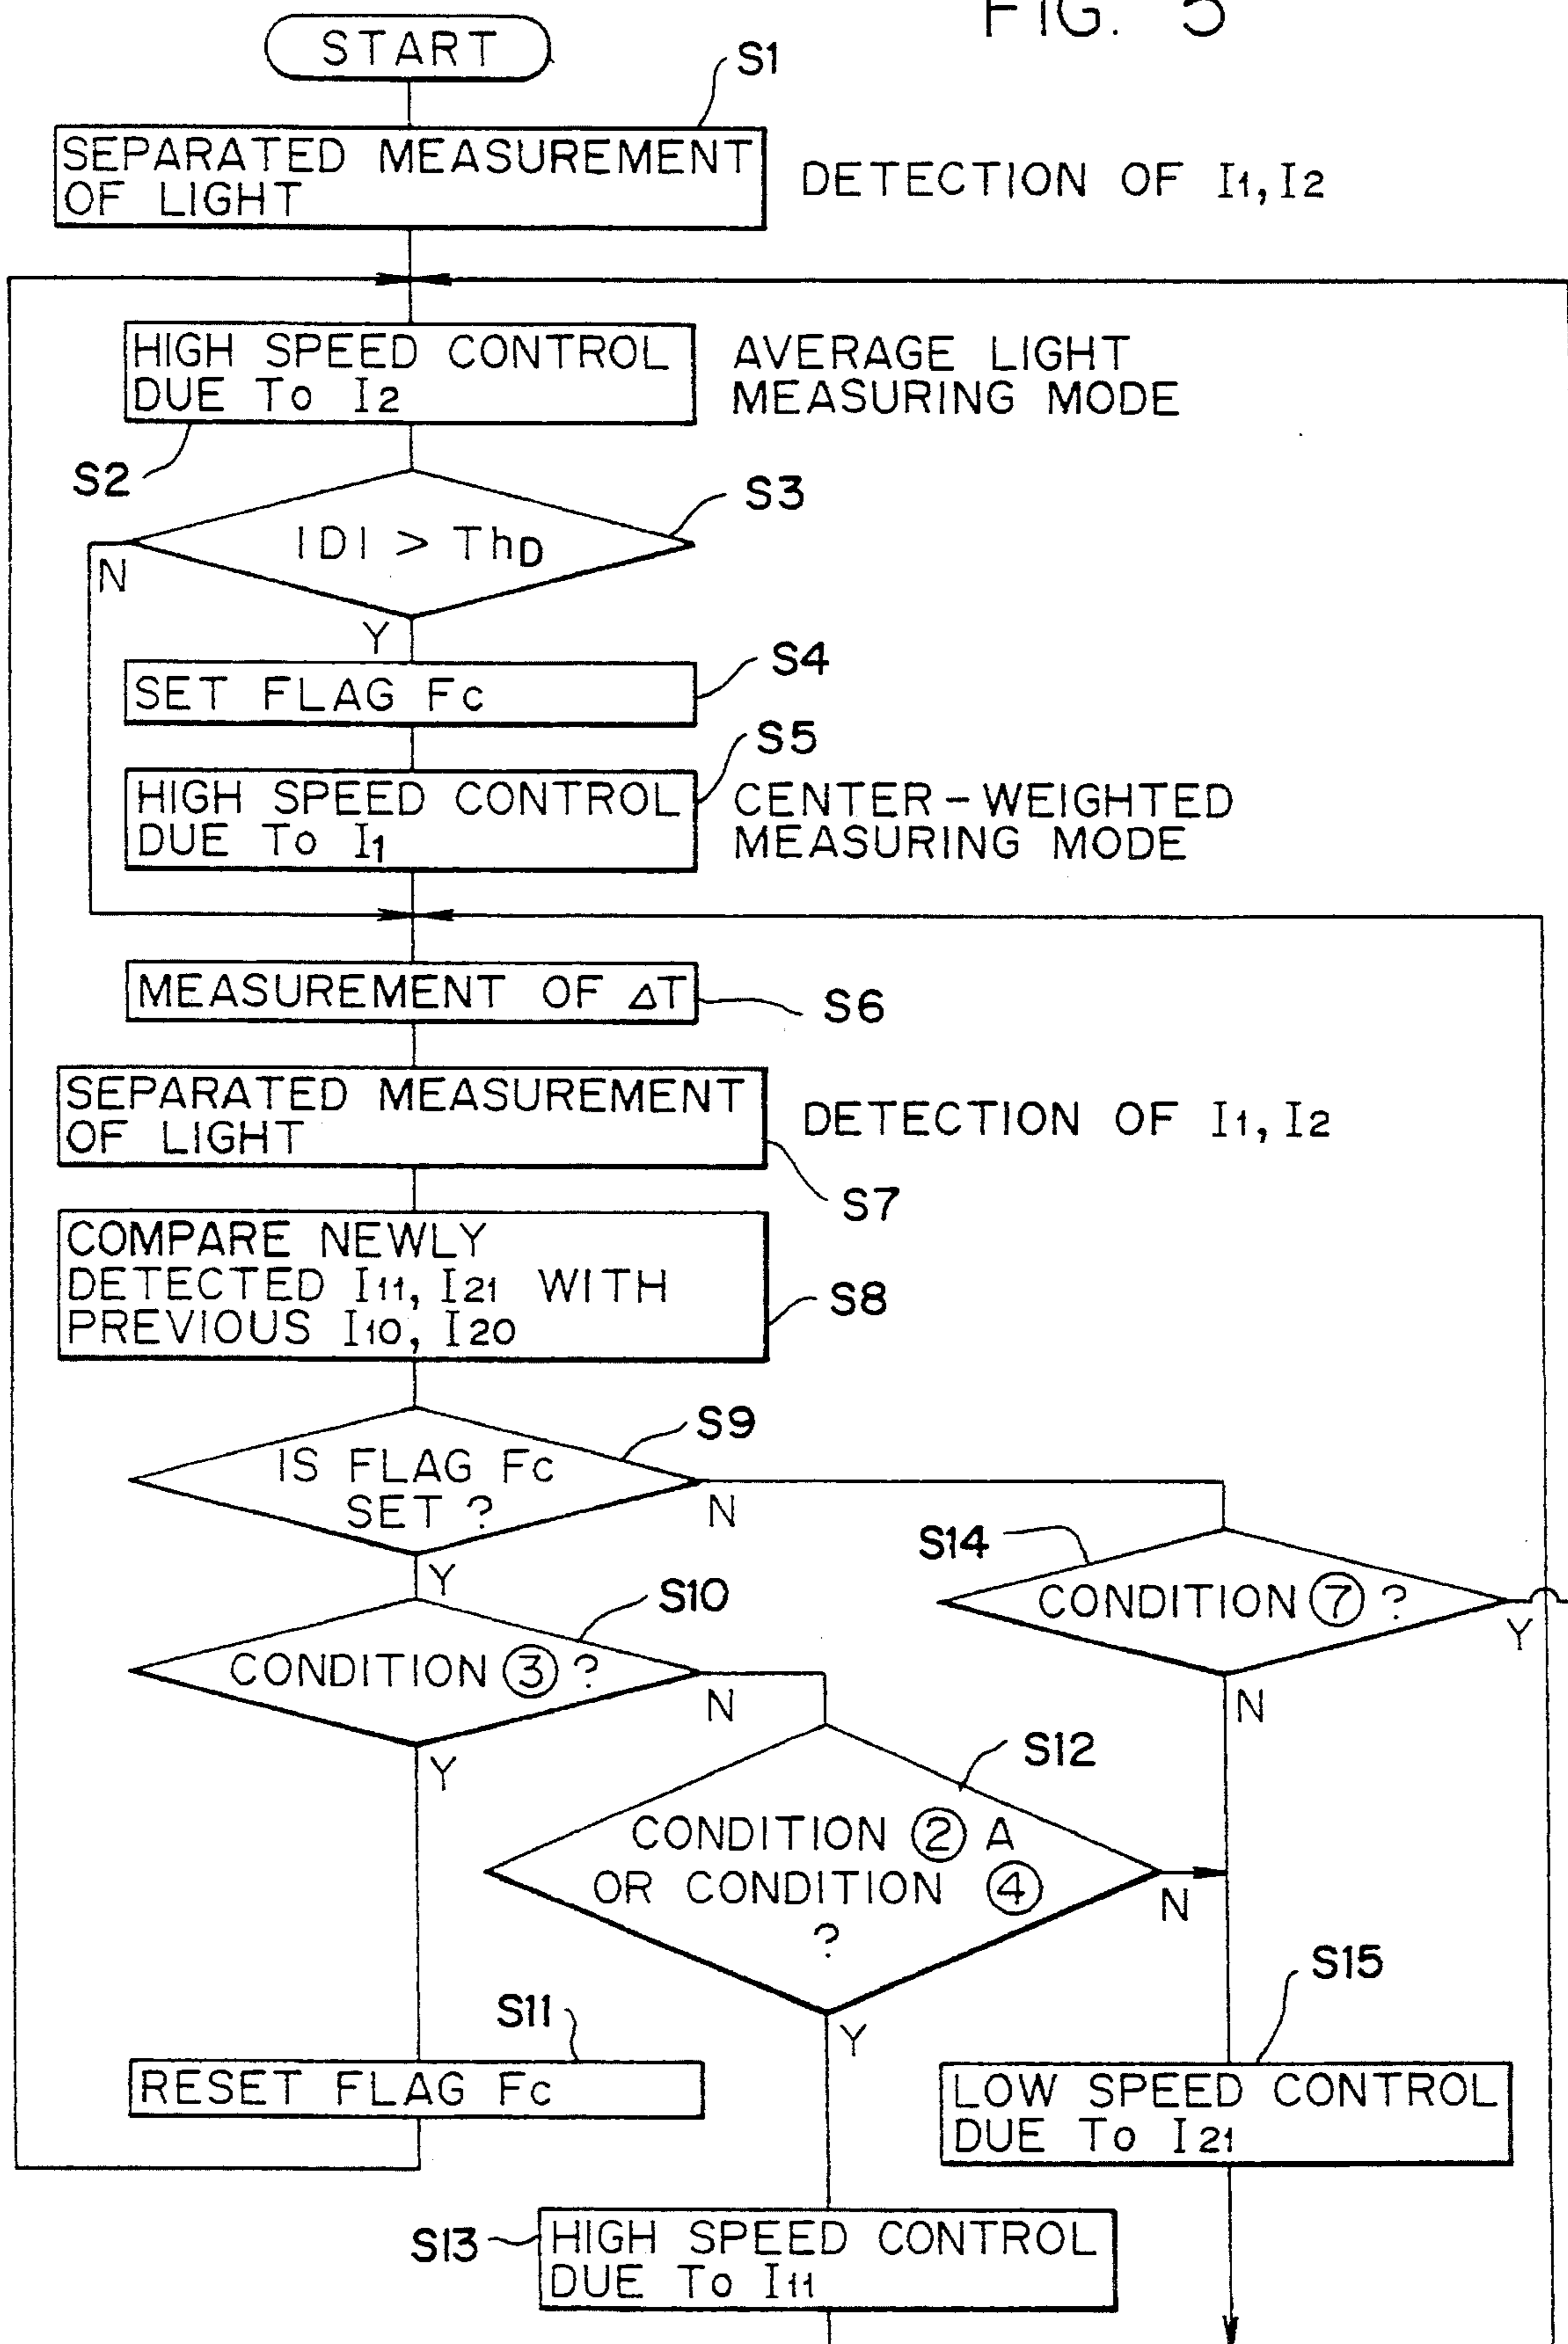 FIG. 5
START
S1
SEPARATED MEASUREMENT
OF LIGHT
DETECTION OF I1, I2
HIGH SPEED CONTROL
DUE To I2
AVERAGE LIGHT
MEASURING MODE
S2
S3
|D| > ThD
N
Y
S4
SET FLAG Fc
S5
HIGH SPEED CONTROL
DUE To I1
CENTER-WEIGHTED
MEASURING MODE
MEASUREMENT OF ΔT
S6
SEPARATED MEASUREMENT
OF LIGHT
DETECTION OF I1, I2
S7
COMPARE NEWLY
DETECTED I11, I21 WITH
PREVIOUS I10, I20
S8
S9
IS FLAG Fc
SET ?
N
Y
S14
CONDITION ⑦ ?
Y
N
S10
CONDITION ③ ?
N
Y
S12
CONDITION ② A
OR CONDITION ④
?
N
Y
S15
S11
RESET FLAG Fc
LOW SPEED CONTROL
DUE To I21
S13
HIGH SPEED CONTROL
DUE To I11